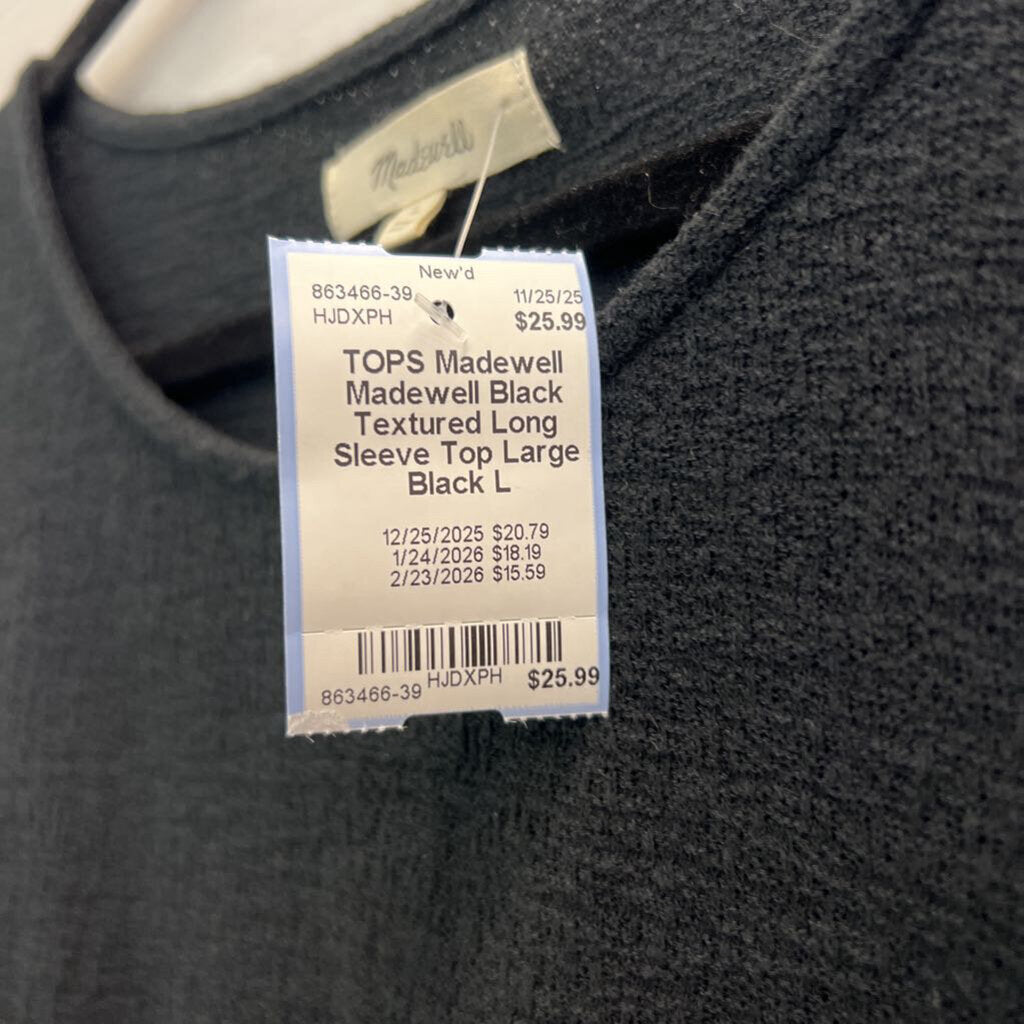 Madewell
New'd
863466-39 11/25/25
HJDXPH $25.99
TOPS Madewell
Madewell Black
Textured Long
Sleeve Top Large
Black L
12/25/2025 $20.79
1/24/2026 $18.19
2/23/2026 $15.59
863466-39 HJDXPH $25.99